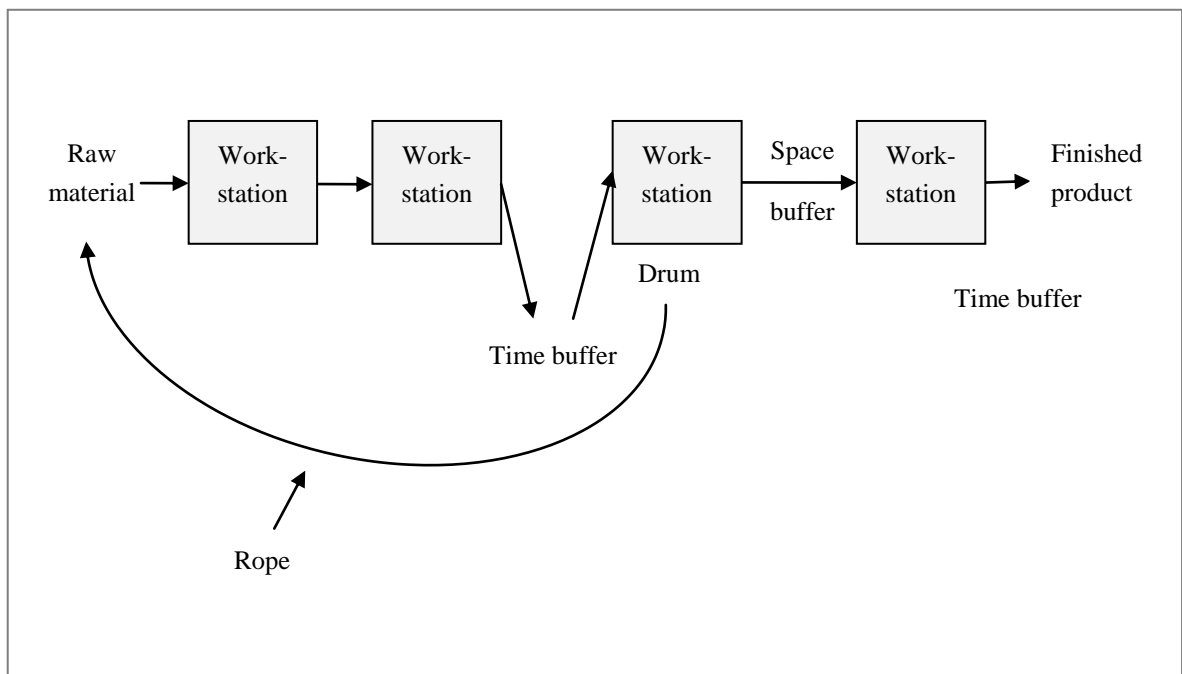 Raw
material
Work-
station
Work-
station
Work-
station
Space
buffer
Work-
station
Finished
product
Drum
Time buffer
Time buffer
Rope